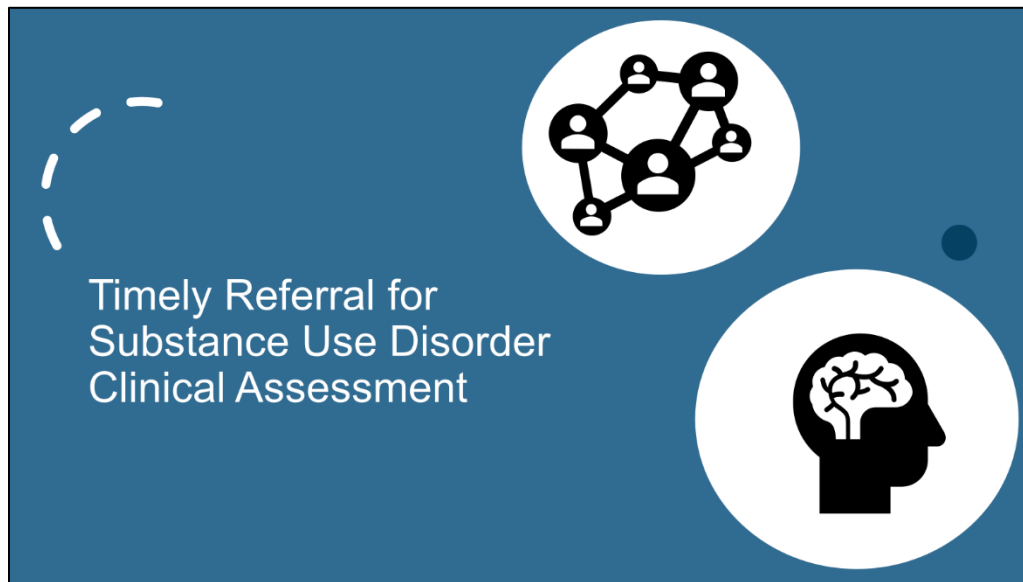 Timely Referral for
Substance Use Disorder
Clinical Assessment